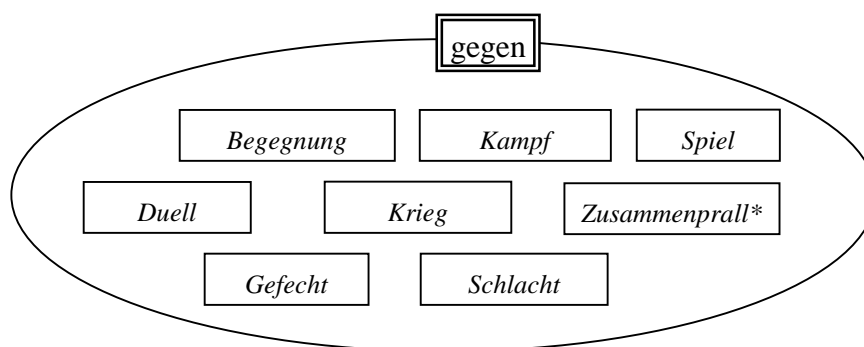 gegen
Begegnung Kampf Spiel
Duell Krieg Zusammenprall*
Gefecht Schlacht